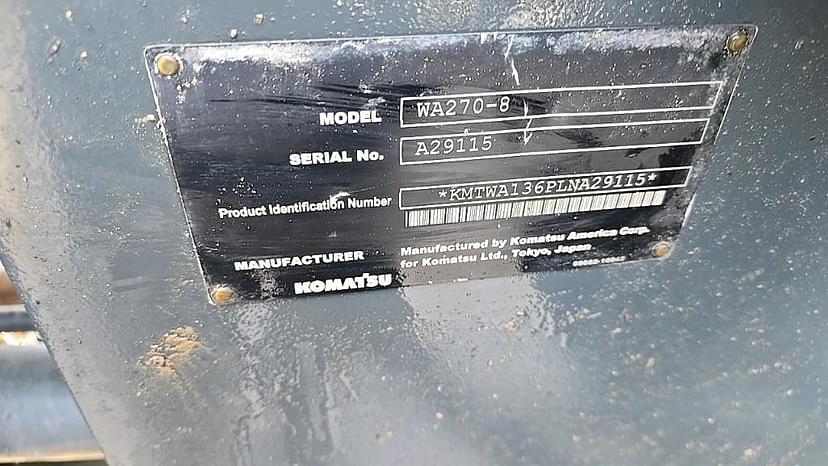 MODEL WA270-8
SERIAL No. A29115
Product Identification Number *KMTWA136PLNA29115*
MANUFACTURER Manufactured by Komatsu America Corp.
for Komatsu Ltd., Tokyo, Japan
KOMATSU